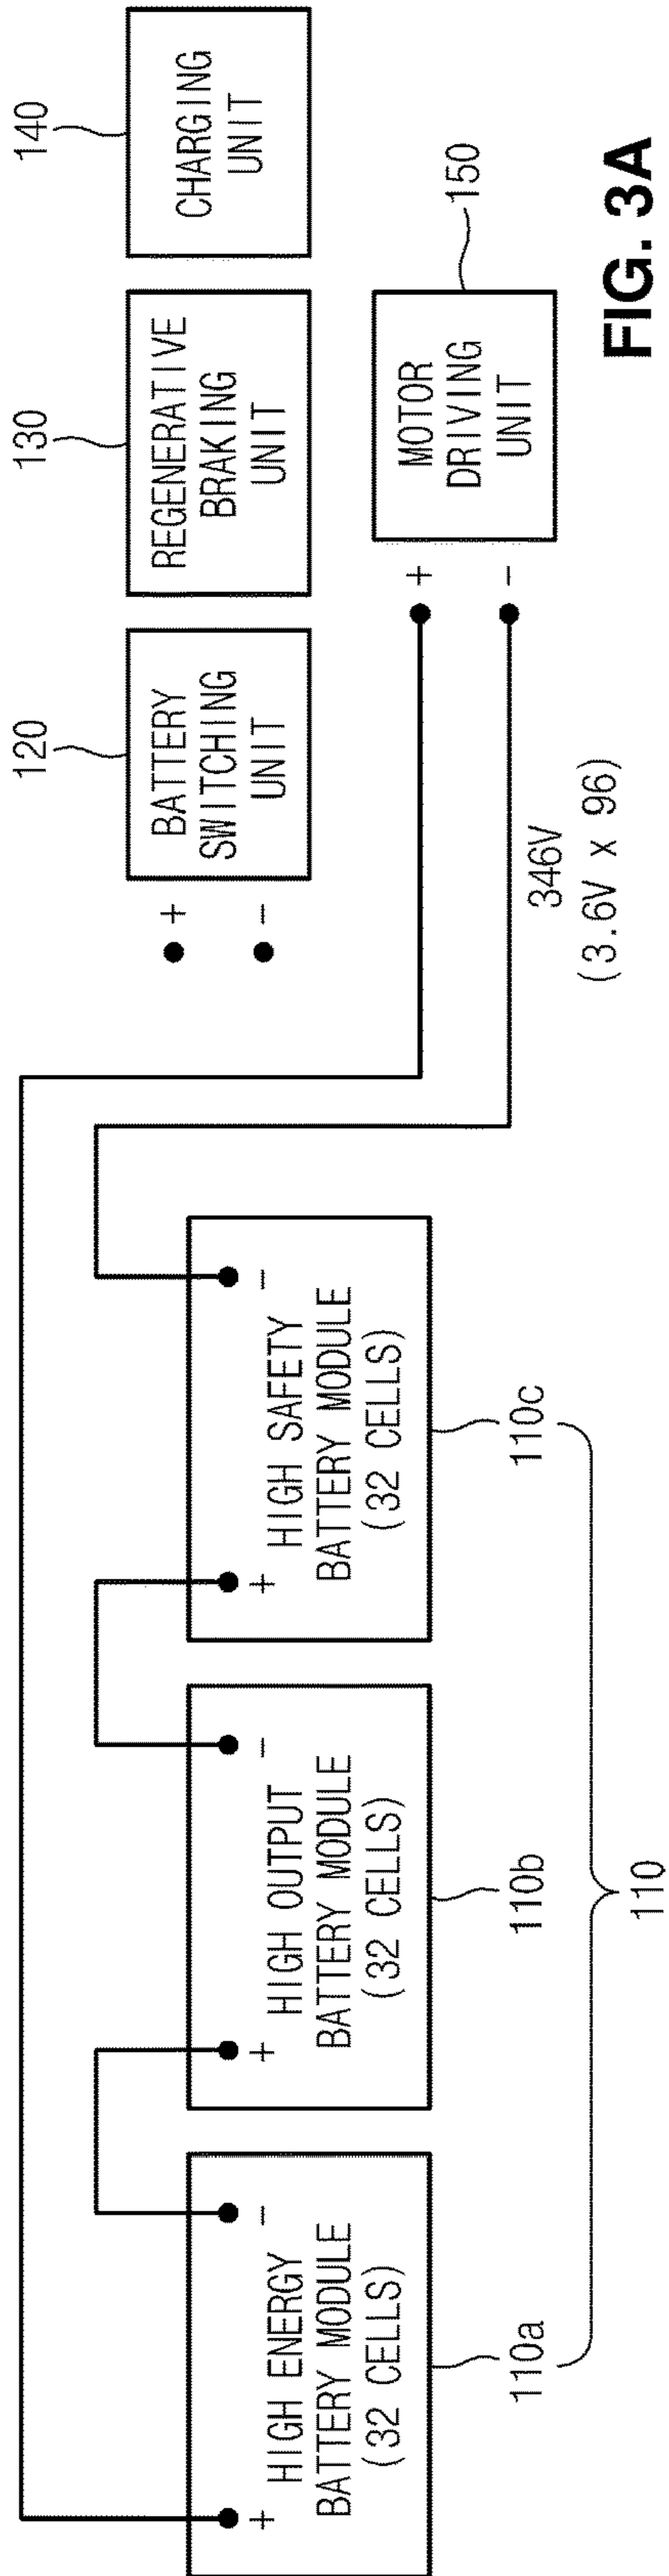 120
130
140
BATTERY
SWITCHING
UNIT
REGENERATIVE
BRAKING
UNIT
CHARGING
UNIT
+
-
+
-
+
-
+
-
HIGH ENERGY
BATTERY MODULE
(32 CELLS)
HIGH OUTPUT
BATTERY MODULE
(32 CELLS)
HIGH SAFETY
BATTERY MODULE
(32 CELLS)
+
-
MOTOR
DRIVING
UNIT
150
346V
(3.6V x 96)
110a
110b
110c
110
FIG. 3A